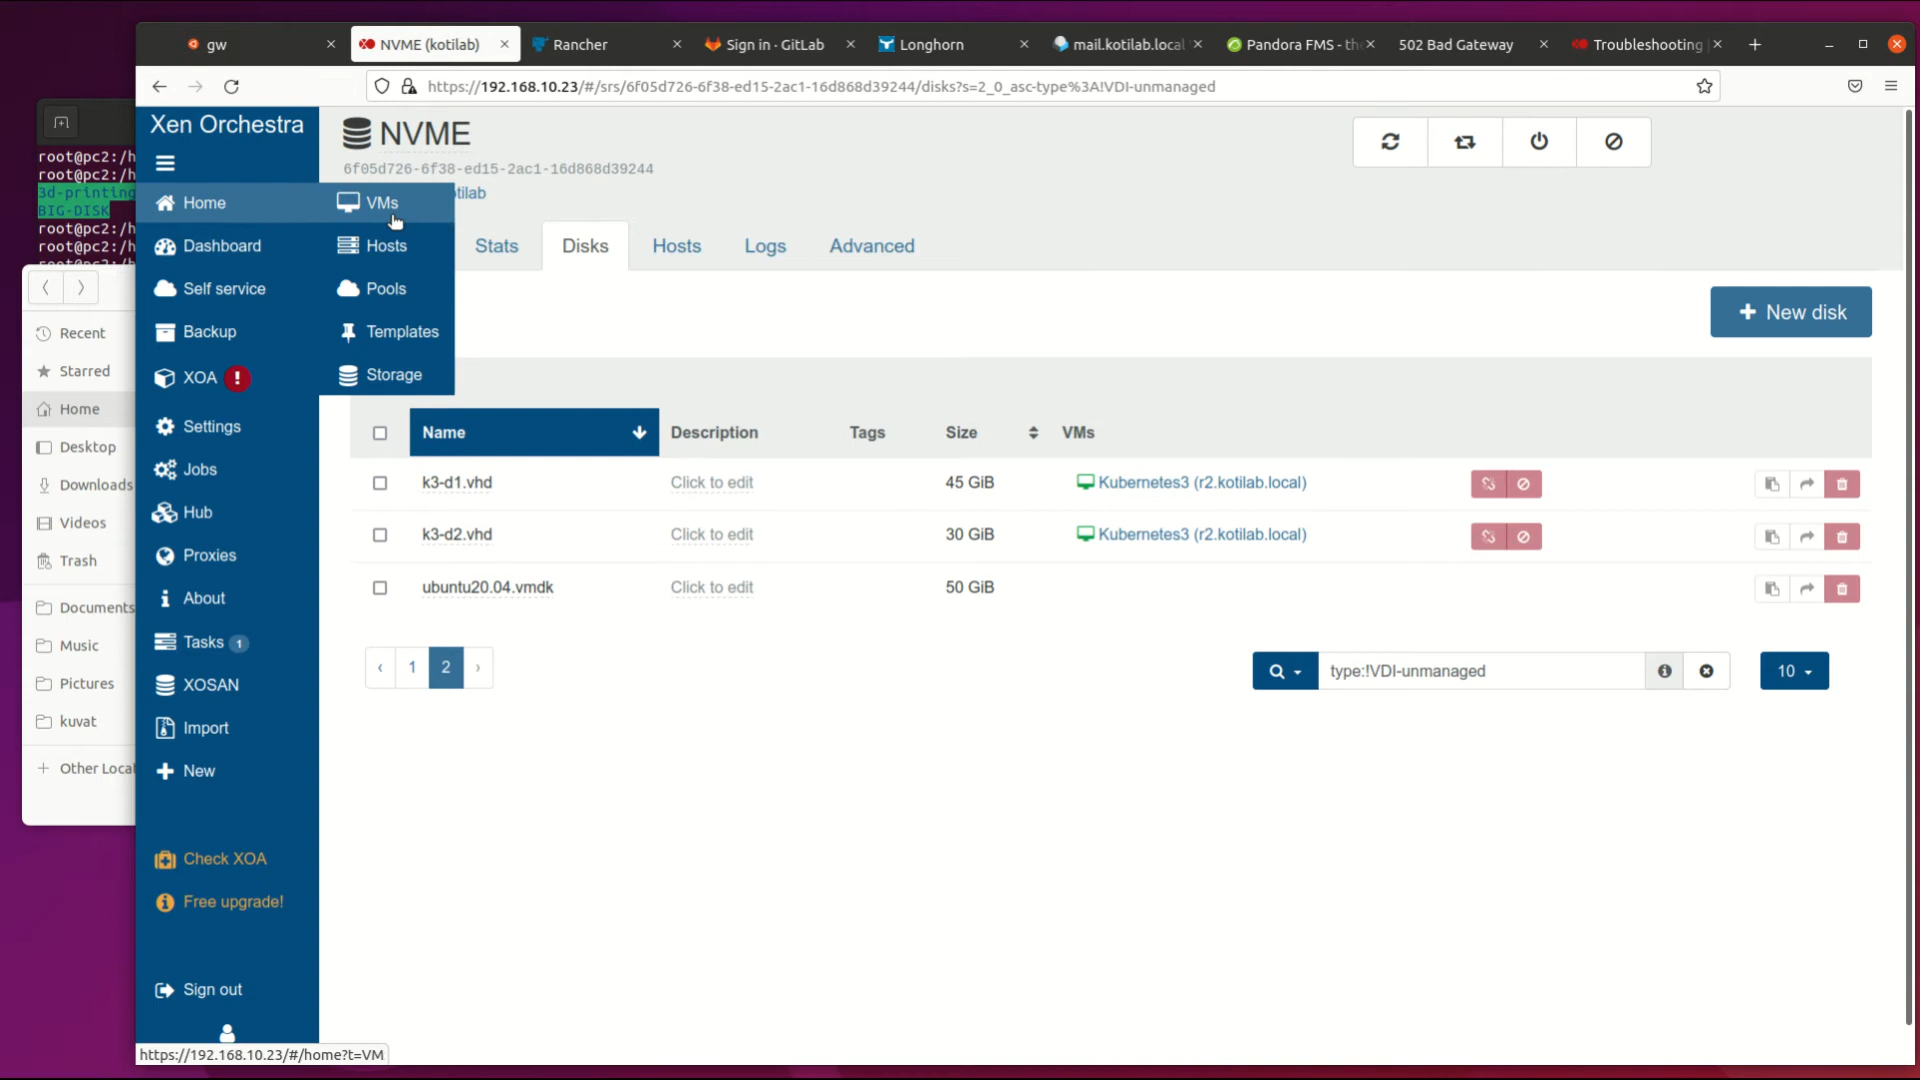 gw
NVME (kotilab)
Rancher
Sign in · GitLab
Longhorn
mail.kotilab.local
Pandora FMS - th
502 Bad Gateway
Troubleshooting
https://192.168.10.23/#/srs/6f05d726-6f38-ed15-2ac1-16d868d39244/disks?s=2_0_asc-type%3A!VDI-unmanaged
root@pc2:/h
root@pc2:/h
3d-printing
BIG-DISK
root@pc2:/h
root@pc2:/h
Recent
Starred
Home
Desktop
Downloads
Videos
Trash
Documents
Music
Pictures
kuvat
Other Locat
Xen Orchestra
Home
Dashboard
Self service
Backup
XOA
Settings
Jobs
Hub
Proxies
About
Tasks 1
XOSAN
Import
New
Check XOA
Free upgrade!
Sign out
VMs
Hosts
Pools
Templates
Storage
NVME
6f05d726-6f38-ed15-2ac1-16d868d39244
tilab
Stats Disks Hosts Logs Advanced
New disk
Name Description Tags Size VMs
k3-d1.vhd Click to edit 45 GiB Kubernetes3 (r2.kotilab.local)
k3-d2.vhd Click to edit 30 GiB Kubernetes3 (r2.kotilab.local)
ubuntu20.04.vmdk Click to edit 50 GiB
‹ 1 2 ›
type:!VDI-unmanaged
10
https://192.168.10.23/#/home?t=VM